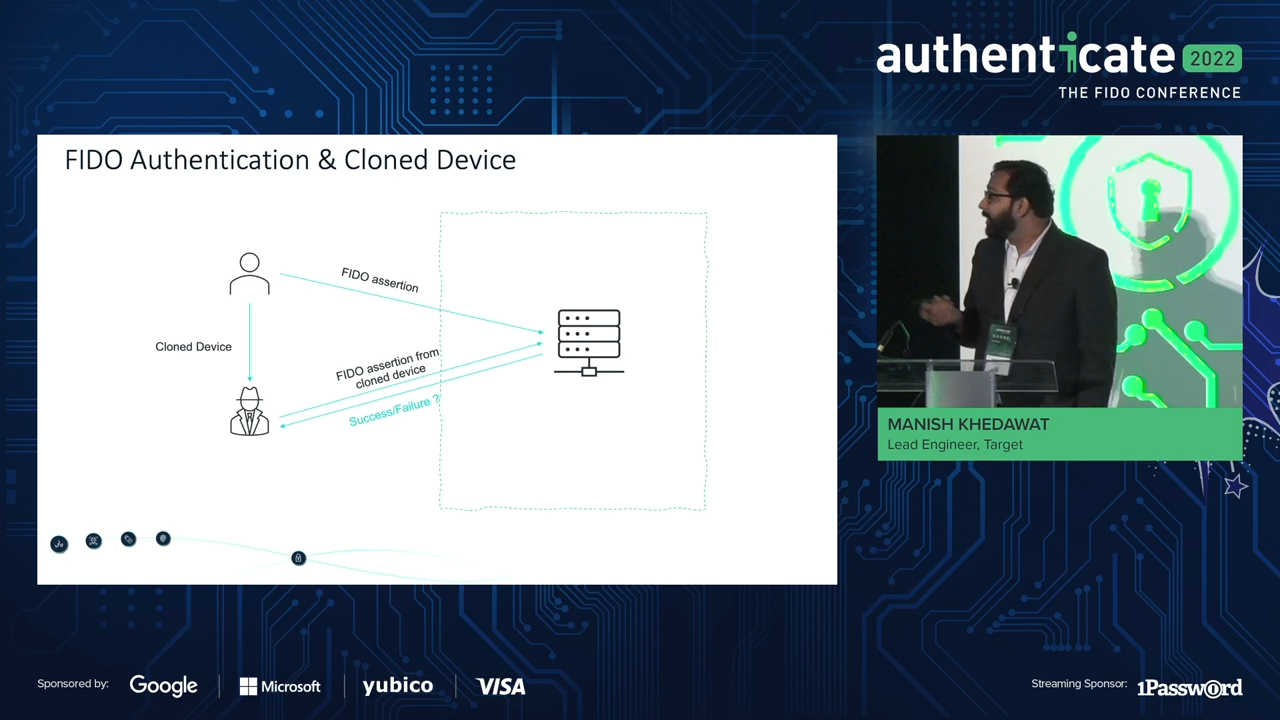 authenticate 2022
THE FIDO CONFERENCE
FIDO Authentication & Cloned Device
FIDO assertion
Cloned Device
FIDO assertion from
cloned device
Success/Failure ?
MANISH KHEDAWAT
Lead Engineer, Target
Sponsored by:
Google
Microsoft
yubico
VISA
Streaming Sponsor:
1Password